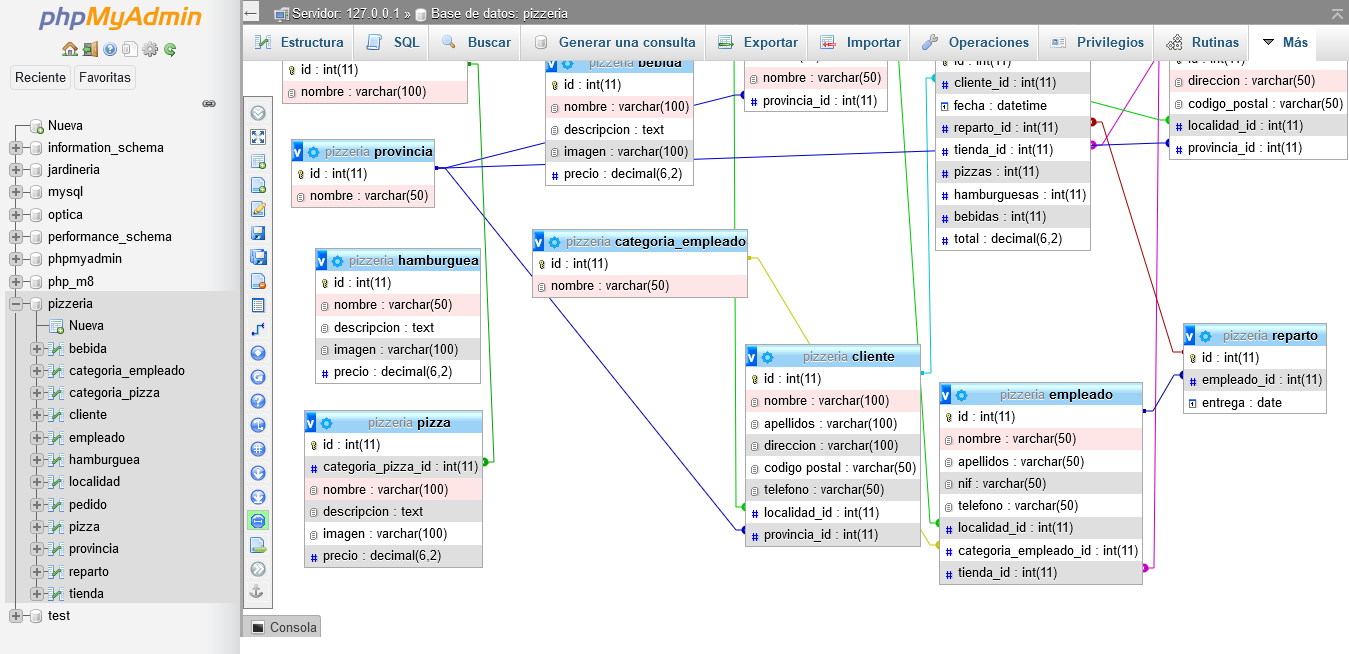 phpMyAdmin
Reciente
Favoritas
Nueva
information_schema
jardineria
mysql
optica
performance_schema
phpmyadmin
php_m8
pizzeria
Nueva
bebida
categoria_empleado
categoria_pizza
cliente
empleado
hamburguea
localidad
pedido
pizza
provincia
reparto
tienda
test
Servidor: 127.0.0.1 » Base de datos: pizzeria
Estructura
SQL
Buscar
Generar una consulta
Exportar
Importar
Operaciones
Privilegios
Rutinas
Más
id : int(11)
nombre : varchar(100)
v pizzeria provincia
id : int(11)
nombre : varchar(50)
v pizzeria hamburguea
id : int(11)
nombre : varchar(50)
descripcion : text
imagen : varchar(100)
# precio : decimal(6,2)
v pizzeria pizza
id : int(11)
# categoria_pizza_id : int(11)
nombre : varchar(100)
descripcion : text
imagen : varchar(100)
# precio : decimal(6,2)
v pizzeria bebida
id : int(11)
nombre : varchar(100)
descripcion : text
imagen : varchar(100)
# precio : decimal(6,2)
v pizzeria categoria_empleado
id : int(11)
nombre : varchar(50)
nombre : varchar(50)
# provincia_id : int(11)
v pizzeria cliente
id : int(11)
nombre : varchar(100)
apellidos : varchar(100)
direccion : varchar(100)
codigo postal : varchar(50)
telefono : varchar(50)
# localidad_id : int(11)
# provincia_id : int(11)
id : int(11)
# cliente_id : int(11)
fecha : datetime
# reparto_id : int(11)
# tienda_id : int(11)
# pizzas : int(11)
# hamburguesas : int(11)
# bebidas : int(11)
# total : decimal(6,2)
v pizzeria empleado
id : int(11)
nombre : varchar(50)
apellidos : varchar(50)
nif : varchar(50)
telefono : varchar(50)
# localidad_id : int(11)
# categoria_empleado_id : int(11)
# tienda_id : int(11)
id : int(11)
direccion : varchar(50)
codigo_postal : varchar(50)
# localidad_id : int(11)
# provincia_id : int(11)
v pizzeria reparto
id : int(11)
# empleado_id : int(11)
entrega : date
Consola